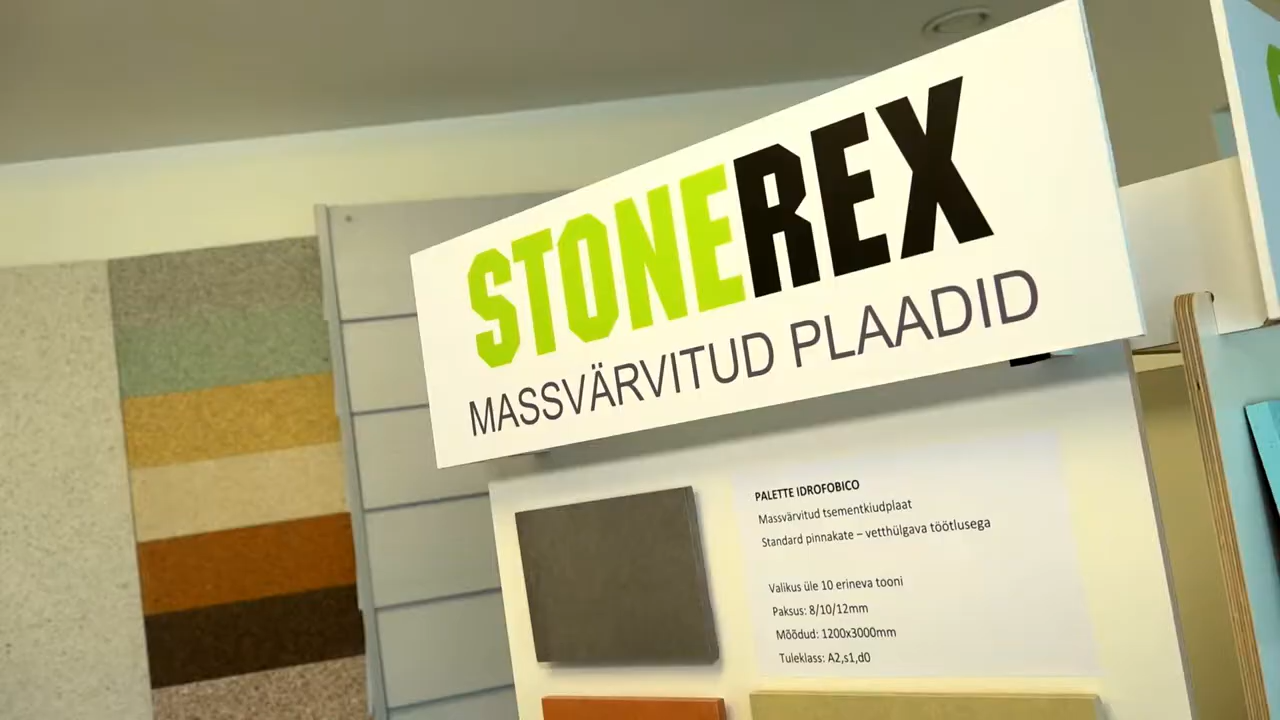 STONEREX
MASSVÄRVITUD PLAADID
PALETTE IDROFOBICO
Massvärvitud tsementkiudplaat
Standard pinnakate – vetthülgava töötlusega
Valikus üle 10 erineva tooni
Paksus: 8/10/12mm
Mõõdud: 1200x3000mm
Tuleklass: A2,s1,d0